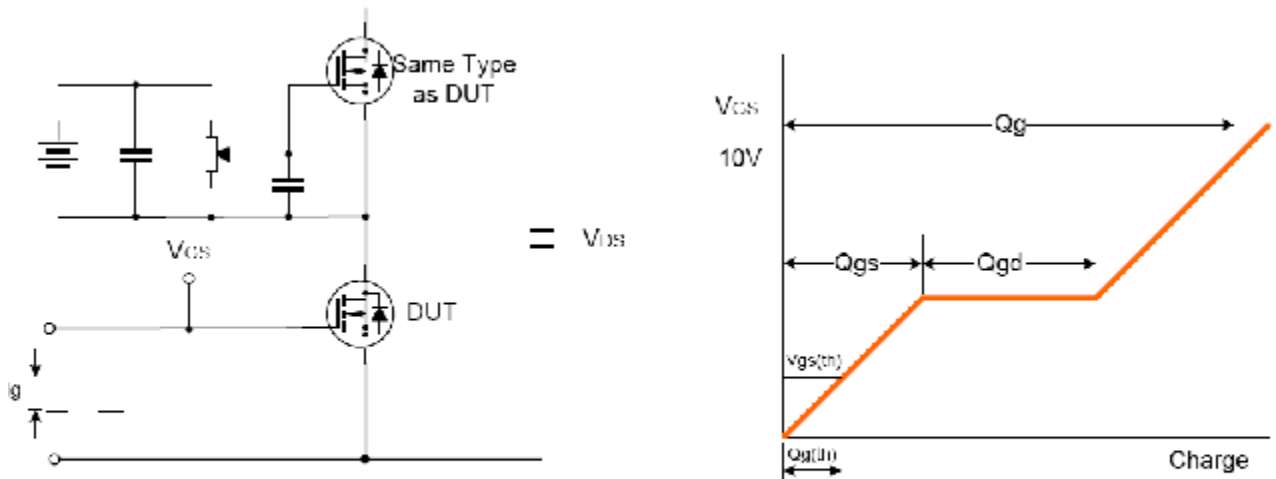 Same Type
as DUT
VGS
VDS
DUT
Ig
VGS
10V
Qg
Qgs
Qgd
Vgs(th)
Qg(th)
Charge